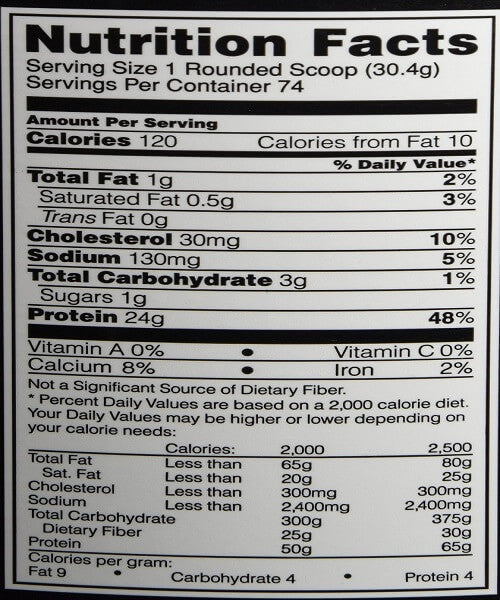 Nutrition Facts
Serving Size 1 Rounded Scoop (30.4g)
Servings Per Container 74
Amount Per Serving
Calories 120 Calories from Fat 10
% Daily Value*
Total Fat 1g 2%
Saturated Fat 0.5g 3%
Trans Fat 0g
Cholesterol 30mg 10%
Sodium 130mg 5%
Total Carbohydrate 3g 1%
Sugars 1g
Protein 24g 48%
Vitamin A 0% • Vitamin C 0%
Calcium 8% • Iron 2%
Not a Significant Source of Dietary Fiber.
* Percent Daily Values are based on a 2,000 calorie diet.
Your Daily Values may be higher or lower depending on
your calorie needs:
Calories: 2,000 2,500
Total Fat Less than 65g 80g
Sat. Fat Less than 20g 25g
Cholesterol Less than 300mg 300mg
Sodium Less than 2,400mg 2,400mg
Total Carbohydrate 300g 375g
Dietary Fiber 25g 30g
Protein 50g 65g
Calories per gram:
Fat 9 • Carbohydrate 4 • Protein 4